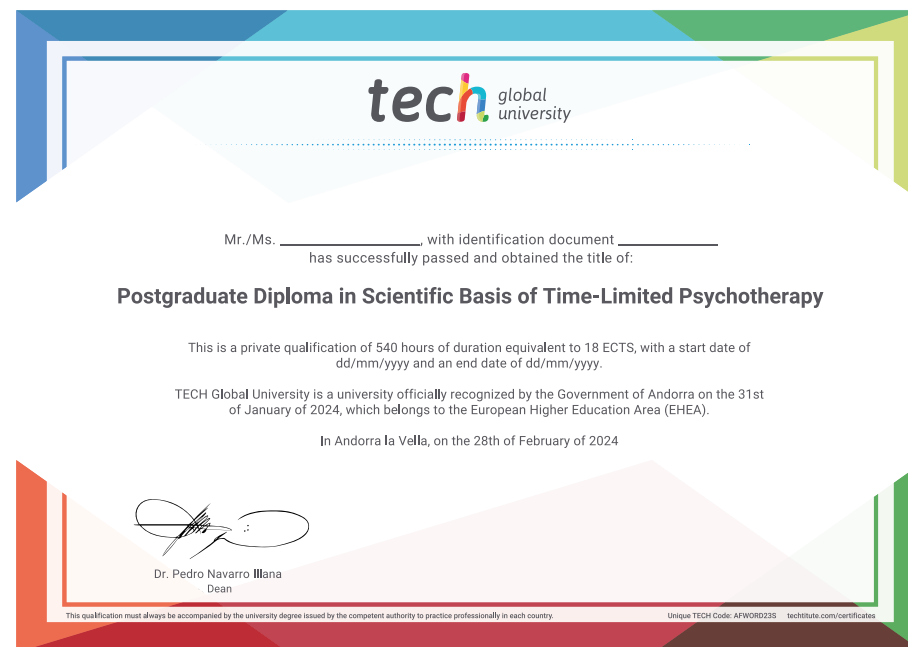 tech global university
Mr./Ms. ____________________, with identification document ______________
has successfully passed and obtained the title of:
Postgraduate Diploma in Scientific Basis of Time-Limited Psychotherapy
This is a private qualification of 540 hours of duration equivalent to 18 ECTS, with a start date of
dd/mm/yyyy and an end date of dd/mm/yyyy.
TECH Global University is a university officially recognized by the Government of Andorra on the 31st
of January of 2024, which belongs to the European Higher Education Area (EHEA).
In Andorra la Vella, on the 28th of February of 2024
Dr. Pedro Navarro Illana
Dean
This qualification must always be accompanied by the university degree issued by the competent authority to practice professionally in each country.
Unique TECH Code: AFWORD23S techtitute.com/certificates